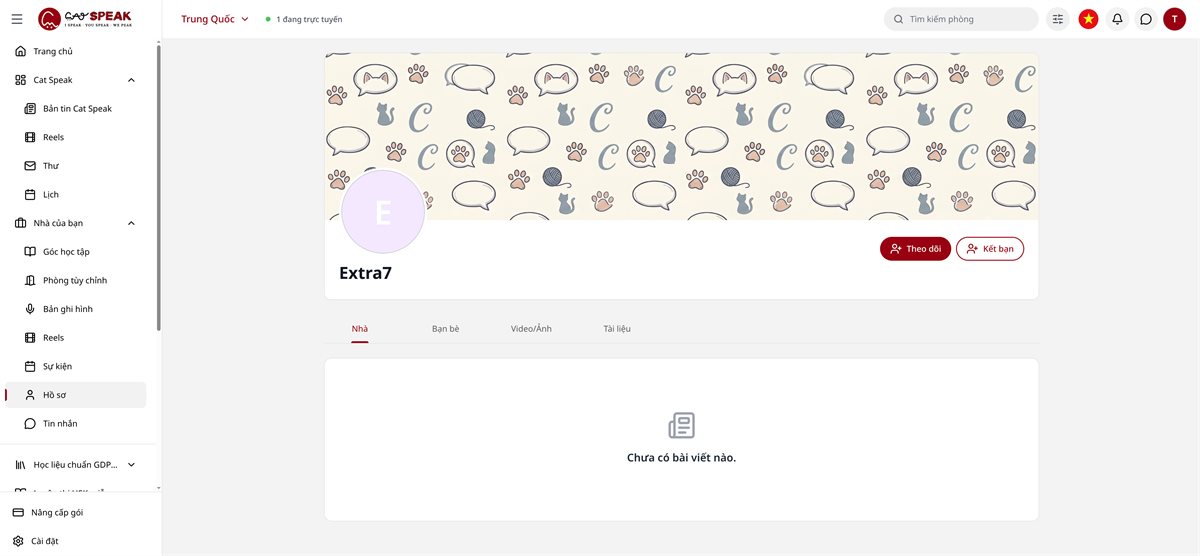 CAT SPEAK
I SPEAK - YOU SPEAK - WE PEAK
Trung Quốc
1 đang trực tuyến
Tìm kiếm phòng
T
Trang chủ
Cat Speak
Bản tin Cat Speak
Reels
Thư
Lịch
Nhà của bạn
Góc học tập
Phòng tùy chỉnh
Bản ghi hình
Reels
Sự kiện
Hồ sơ
Tin nhắn
Học liệu chuẩn GDP...
Nâng cấp gói
Cài đặt
E
Extra7
Theo dõi
Kết bạn
Nhà
Bạn bè
Video/Ảnh
Tài liệu
Chưa có bài viết nào.